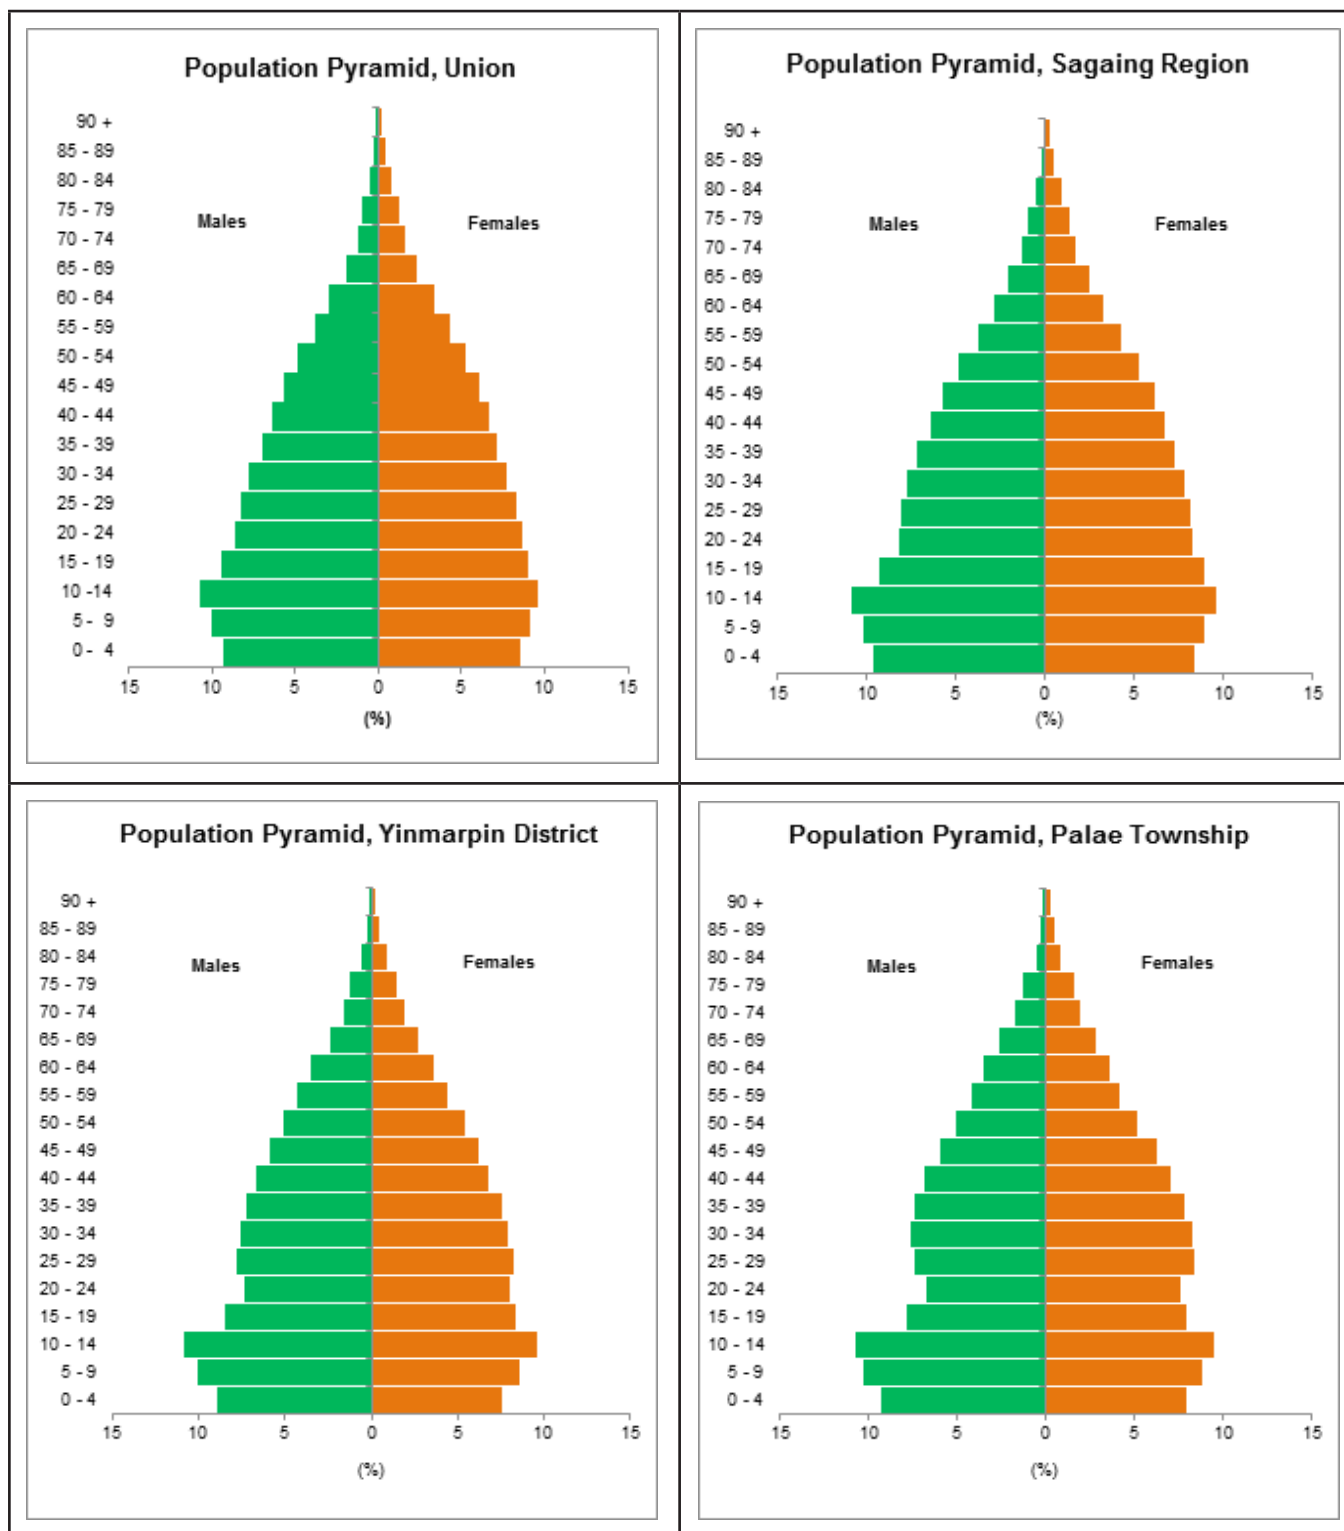 Population Pyramid, Union
90 +
85 - 89
80 - 84
75 - 79
70 - 74
65 - 69
60 - 64
55 - 59
50 - 54
45 - 49
40 - 44
35 - 39
30 - 34
25 - 29
20 - 24
15 - 19
10 -14
5 - 9
0 - 4
Males
Females
15 10 5 0 5 10 15
(%)
Population Pyramid, Sagaing Region
90 +
85 - 89
80 - 84
75 - 79
70 - 74
65 - 69
60 - 64
55 - 59
50 - 54
45 - 49
40 - 44
35 - 39
30 - 34
25 - 29
20 - 24
15 - 19
10 - 14
5 - 9
0 - 4
Males
Females
15 10 5 0 5 10 15
(%)
Population Pyramid, Yinmarpin District
90 +
85 - 89
80 - 84
75 - 79
70 - 74
65 - 69
60 - 64
55 - 59
50 - 54
45 - 49
40 - 44
35 - 39
30 - 34
25 - 29
20 - 24
15 - 19
10 - 14
5 - 9
0 - 4
Males
Females
15 10 5 0 5 10 15
(%)
Population Pyramid, Palae Township
90 +
85 - 89
80 - 84
75 - 79
70 - 74
65 - 69
60 - 64
55 - 59
50 - 54
45 - 49
40 - 44
35 - 39
30 - 34
25 - 29
20 - 24
15 - 19
10 - 14
5 - 9
0 - 4
Males
Females
15 10 5 0 5 10 15
(%)